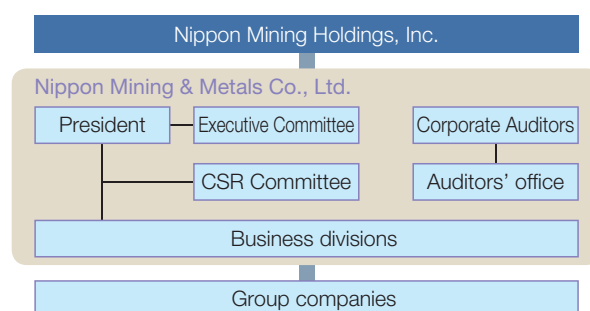 Nippon Mining Holdings, Inc.
Nippon Mining & Metals Co., Ltd.
President
Executive Committee
Corporate Auditors
CSR Committee
Auditors’ office
Business divisions
Group companies